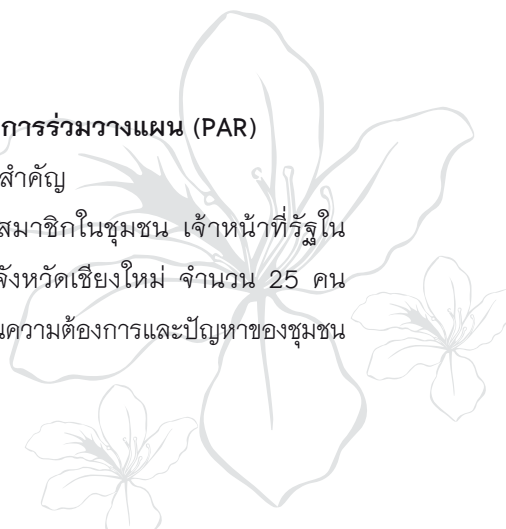 การร่วมวางแผน (PAR)
สำคัญ
สมาชิกในชุมชน เจ้าหน้าที่รัฐใน
จังหวัดเชียงใหม่ จำนวน 25 คน
ความต้องการและปัญหาของชุมชน